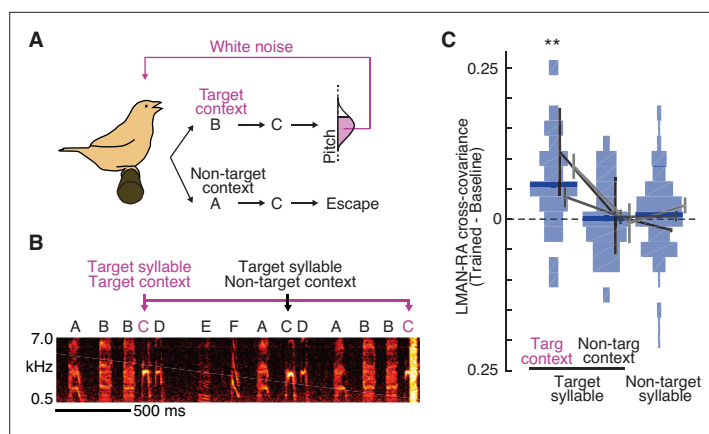 A
White noise
Target
context
B
C
Pitch
Non-target
context
A
C
Escape
B
Target syllable
Target context
Target syllable
Non-target context
A B B C D E F A C D A B B C
7.0
kHz
0.5
500 ms
C
**
0.25
0
0.25
LMAN-RA cross-covariance
(Trained - Baseline)
Targ
context
Non-targ
context
Target
syllable
Non-target
syllable